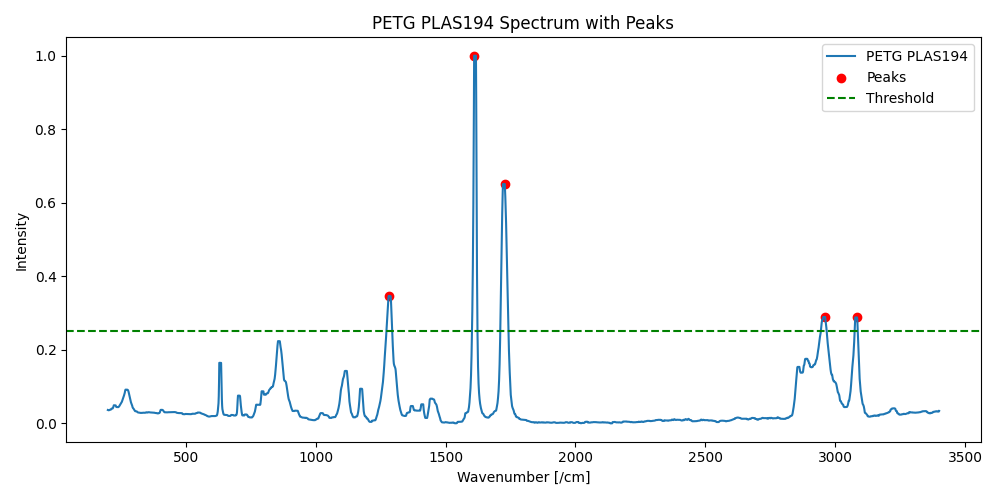 PETG PLAS194 Spectrum with Peaks
PETG PLAS194
Peaks
Threshold
Intensity
1.0
0.8
0.6
0.4
0.2
0.0
500 1000 1500 2000 2500 3000 3500
Wavenumber [/cm]